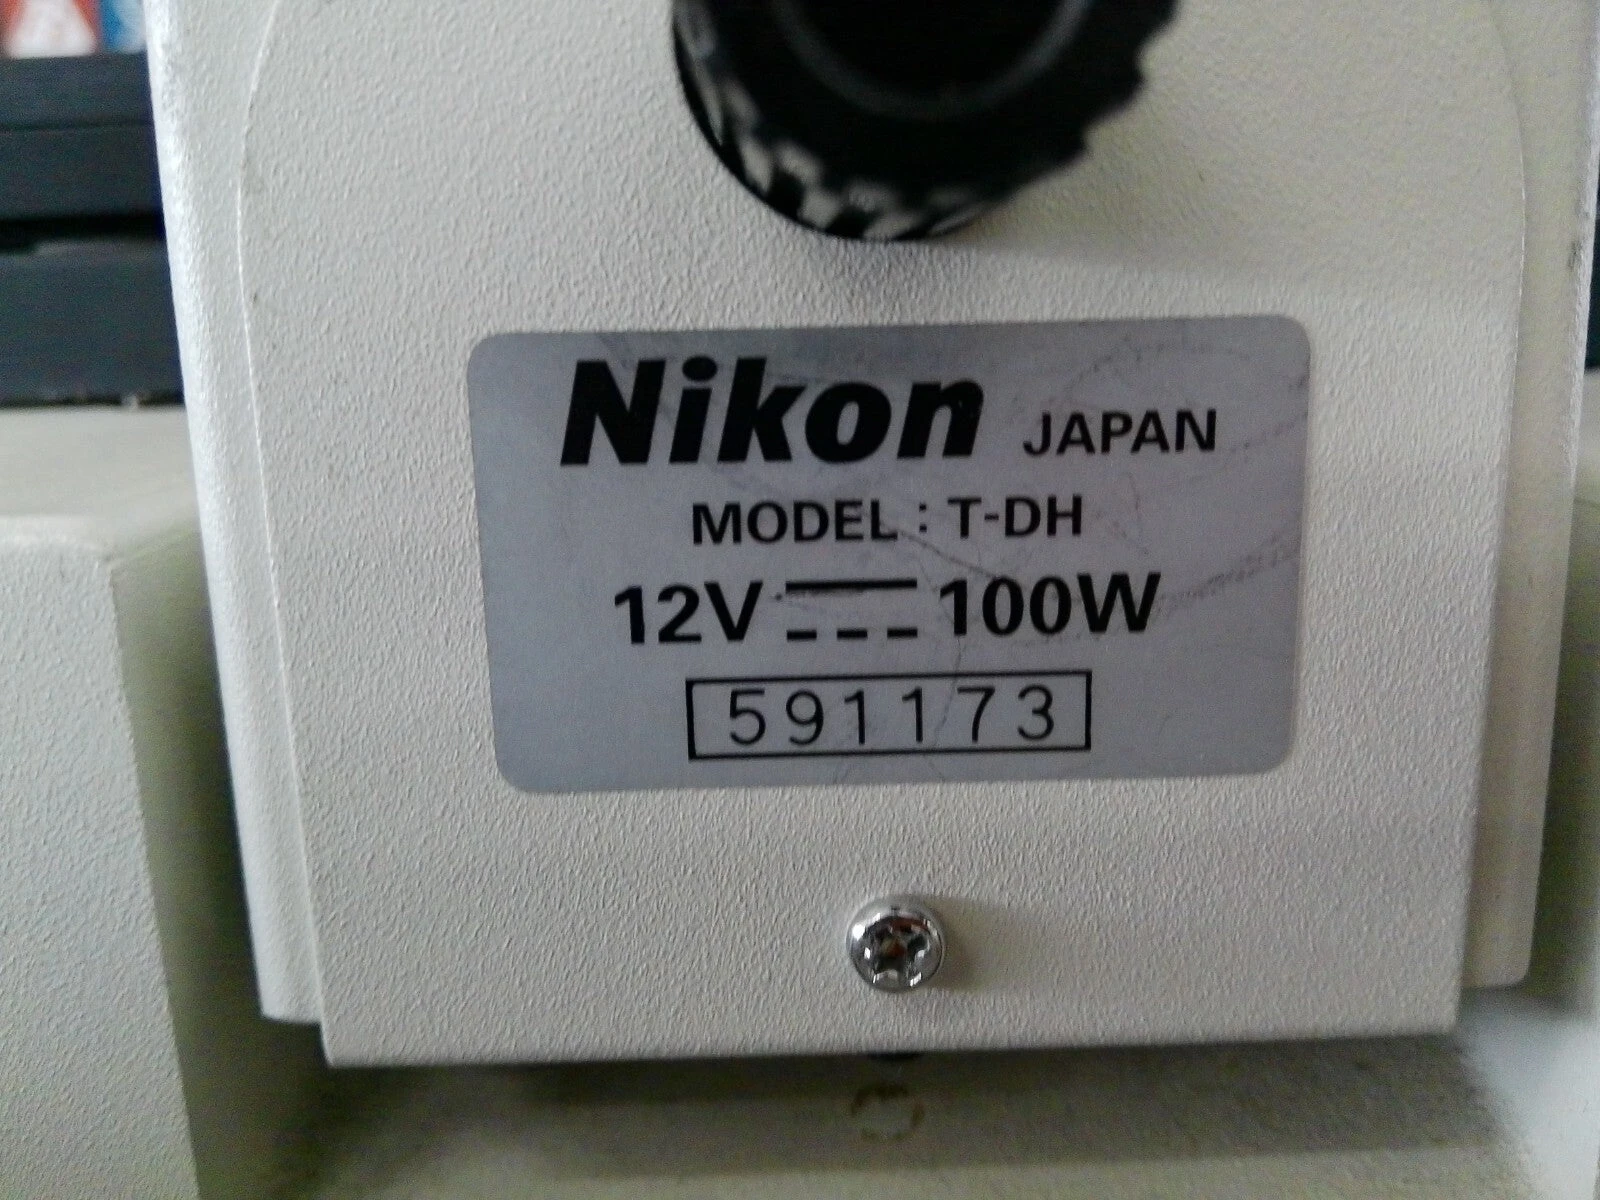 Nikon JAPAN
MODEL : T-DH
12V ⎓ 100W
591173